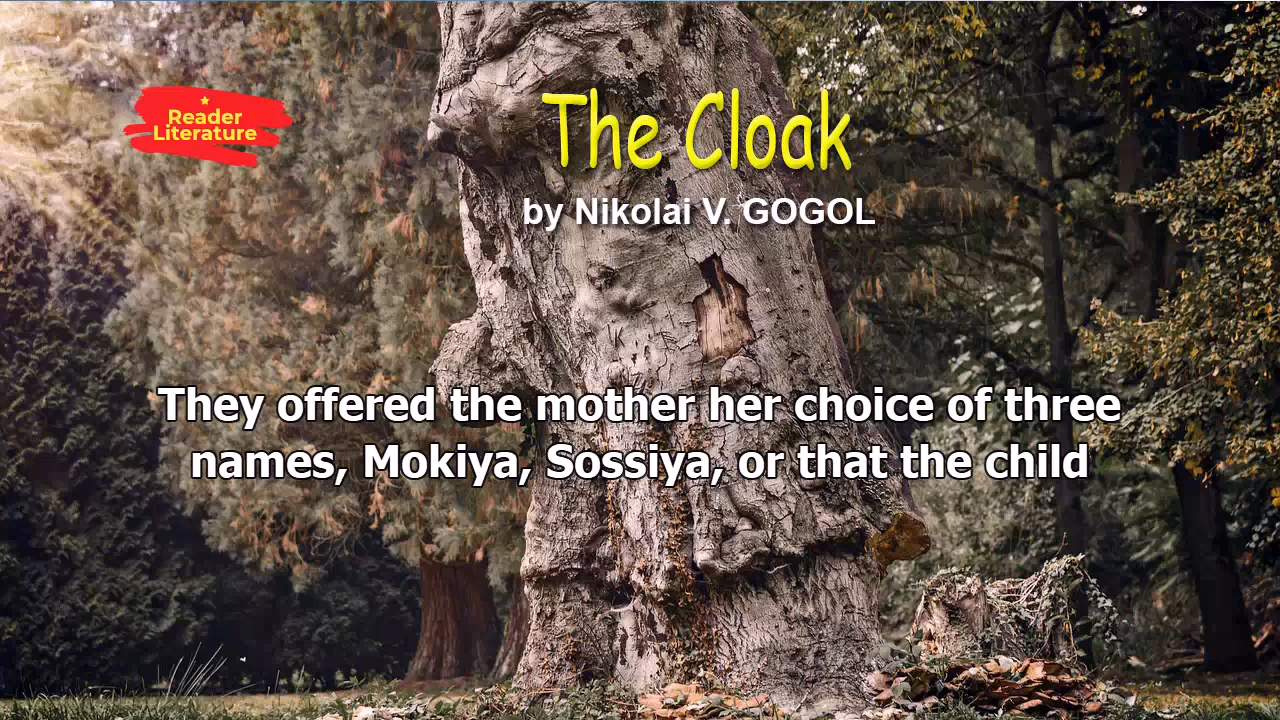 Reader
Literature
The Cloak
by Nikolai V. GOGOL
They offered the mother her choice of three
names, Mokiya, Sossiya, or that the child